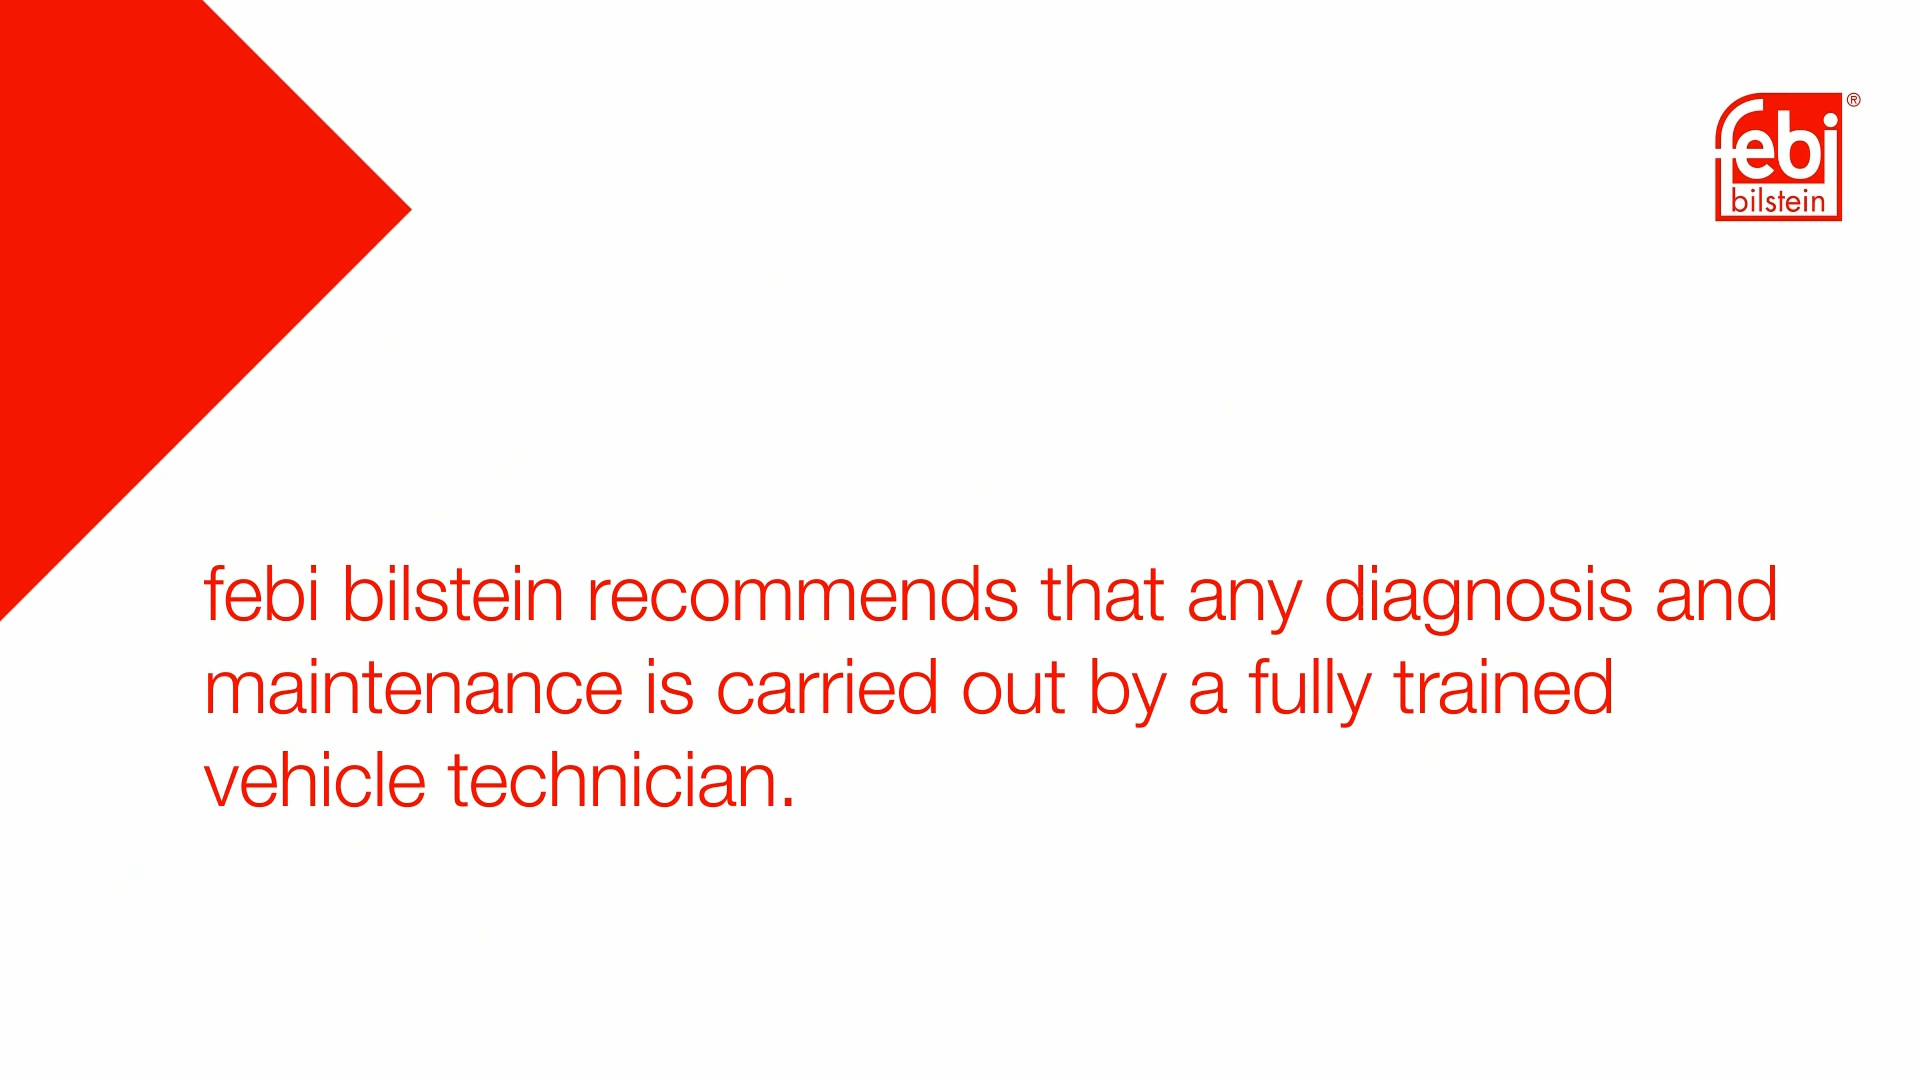 febi®
bilstein
febi bilstein recommends that any diagnosis and
maintenance is carried out by a fully trained
vehicle technician.